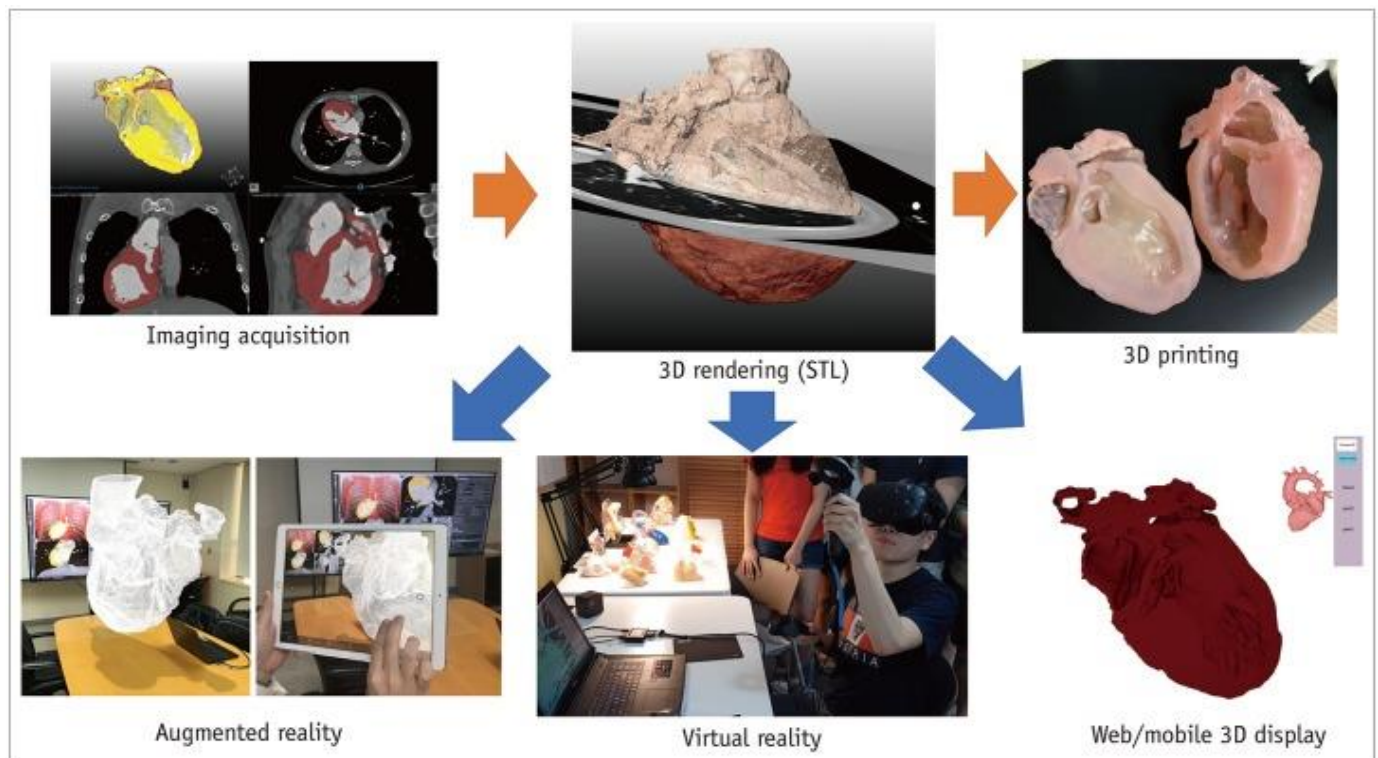 Imaging acquisition
3D rendering (STL)
3D printing
Augmented reality
Virtual reality
Web/mobile 3D display